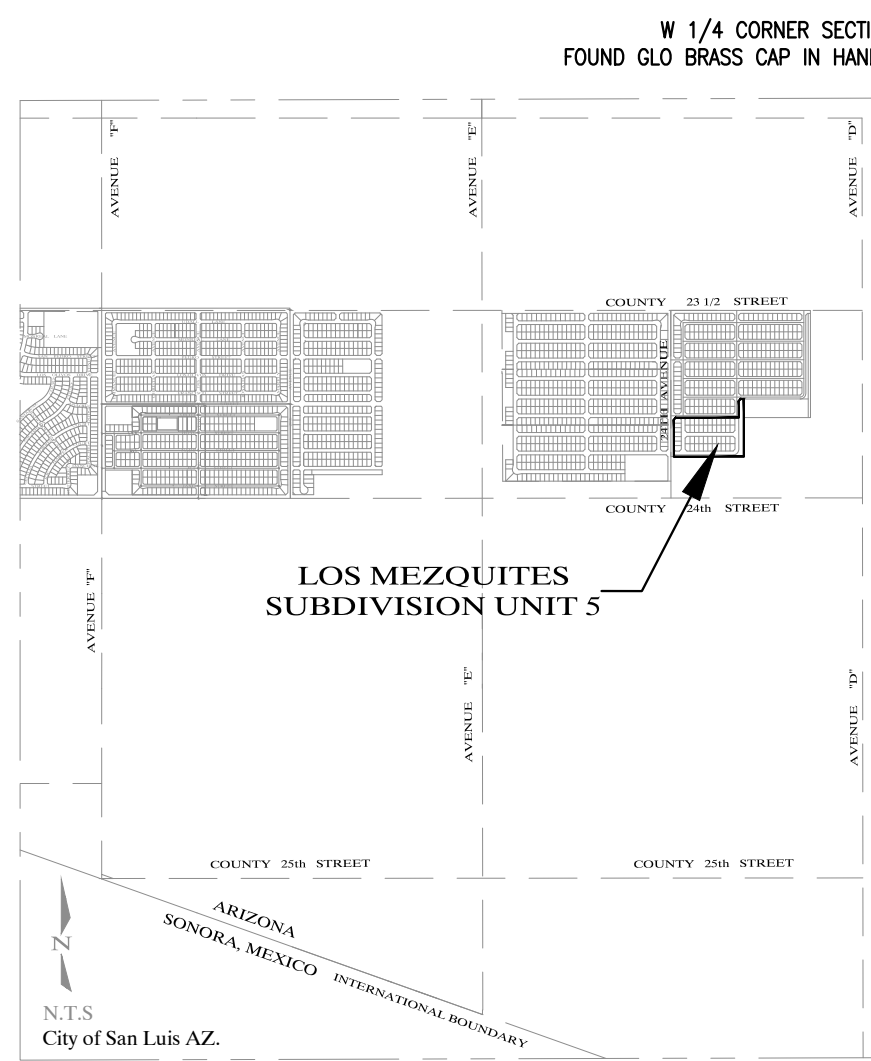 W 1/4 CORNER SECTI
FOUND GLO BRASS CAP IN HAN
AVENUE "F"
AVENUE "E"
AVENUE "D"
COUNTY 23 1/2 STREET
24TH AVENUE
COUNTY 24th STREET
LOS MEZQUITES
SUBDIVISION UNIT 5
AVENUE "F"
AVENUE "E"
AVENUE "D"
COUNTY 25th STREET
COUNTY 25th STREET
ARIZONA
SONORA, MEXICO
INTERNATIONAL BOUNDARY
N
N.T.S
City of San Luis AZ.